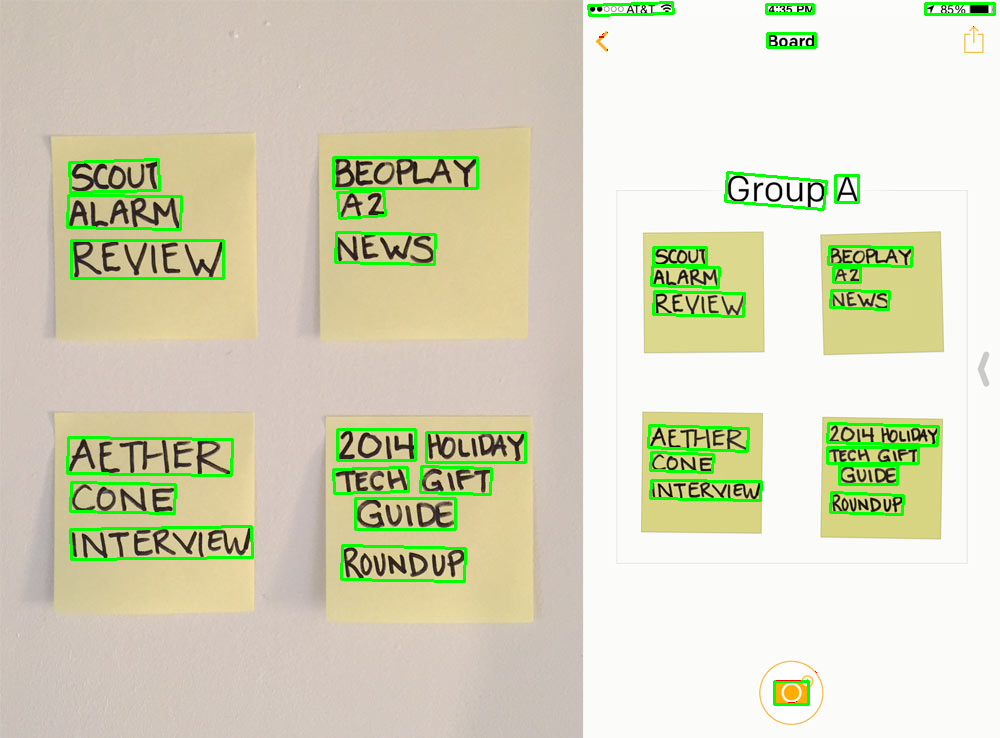 SCOUT
ALARM
REVIEW
BEOPLAY
A2
NEWS
AETHER
CONE
INTERVIEW
2014 HOLIDAY
TECH GIFT
GUIDE
ROUNDUP
AT&T 4:35 PM 85%
Board
Group A
SCOUT
ALARM
REVIEW
BEOPLAY
A2
NEWS
AETHER
CONE
INTERVIEW
2014 HOLIDAY
TECH GIFT
GUIDE
ROUNDUP